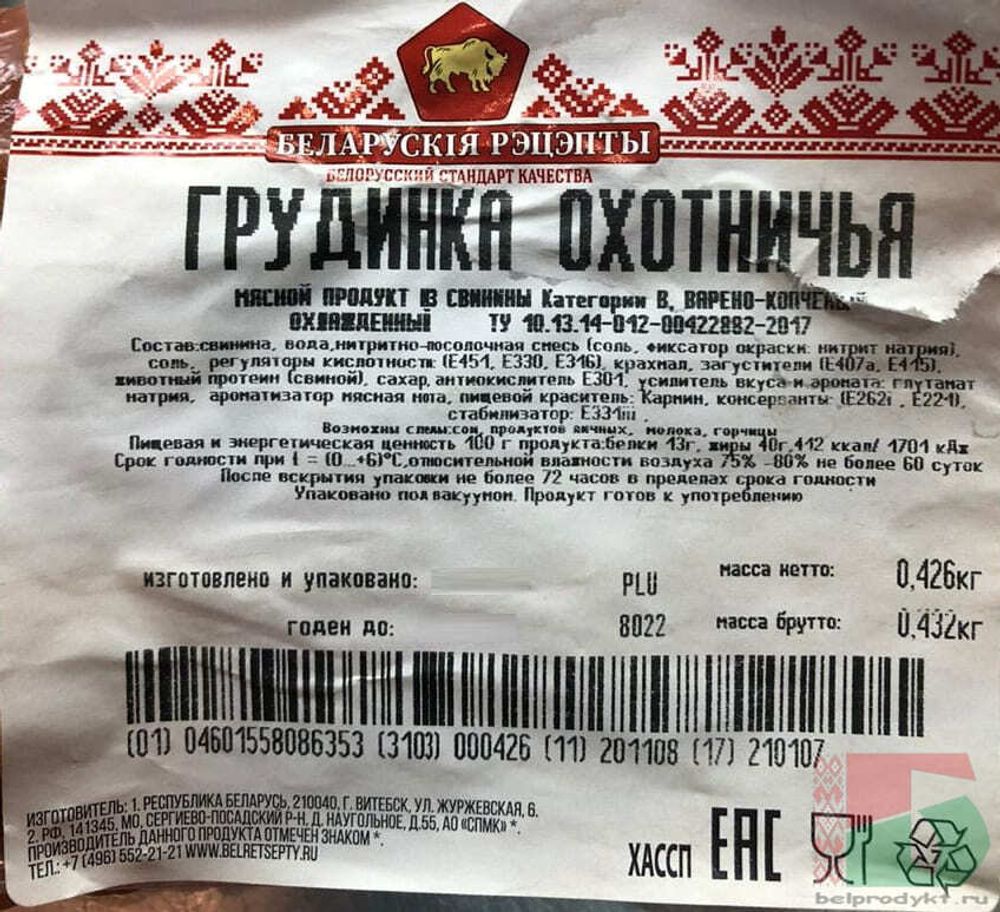 БЕЛАРУСКІЯ РЭЦЭПТЫ
БЕЛОРУССКИЙ СТАНДАРТ КАЧЕСТВА
ГРУДИНКА ОХОТНИЧЬЯ
МЯСНОЙ ПРОДУКТ ИЗ СВИНИНЫ Категории В, ВАРЕНО-КОПЧЕНЫЙ
ОХЛАЖДЕННЫЙ ТУ 10.13.14-012-00422882-2017
Состав:свинина, вода,нитритно-посолочная смесь (соль, фиксатор окраски: нитрит натрия),
соль, регуляторы кислотности: (Е451, Е330, Е316), крахмал, загустители (Е407а, Е415),
животный протеин (свиной), сахар, антиокислитель Е301, усилитель вкуса и аромата: глутамат
натрия, ароматизатор мясная нота, пищевой краситель: Кармин, консерванты: (Е262i , Е221),
стабилизатор: Е331iii .
Возможны следы:сои, продуктов яичных, молока, горчицы
Пищевая и энергетическая ценность 100 г продукта:белки 13г, жиры 40г,412 ккал/ 1701 кДж
Срок годности при t = (0...+6)°С,относительной влажности воздуха 75% -80% не более 60 суток
После вскрытия упаковки не более 72 часов в пределах срока годности
Упаковано под вакуумом. Продукт готов к употреблению
изготовлено и упаковано: PLU масса нетто: 0,426кг
годен до: 8022 масса брутто: 0,432кг
(01) 04601558086353 (3103) 000426 (11) 201108 (17) 210107
ИЗГОТОВИТЕЛЬ: 1. РЕСПУБЛИКА БЕЛАРУСЬ, 210040, Г. ВИТЕБСК, УЛ. ЖУРЖЕВСКАЯ, 6.
2. РФ, 141345, МО, СЕРГИЕВО-ПОСАДСКИЙ Р-Н, Д. НАУГОЛЬНОЕ, Д.55, АО «СПМК» *.
ПРОИЗВОДИТЕЛЬ ДАННОГО ПРОДУКТА ОТМЕЧЕН ЗНАКОМ *.
ТЕЛ.: +7 (496) 552-21-21 WWW.BELRETSEPTY.RU
ХАССП ЕАС
7
belprodykt.ru